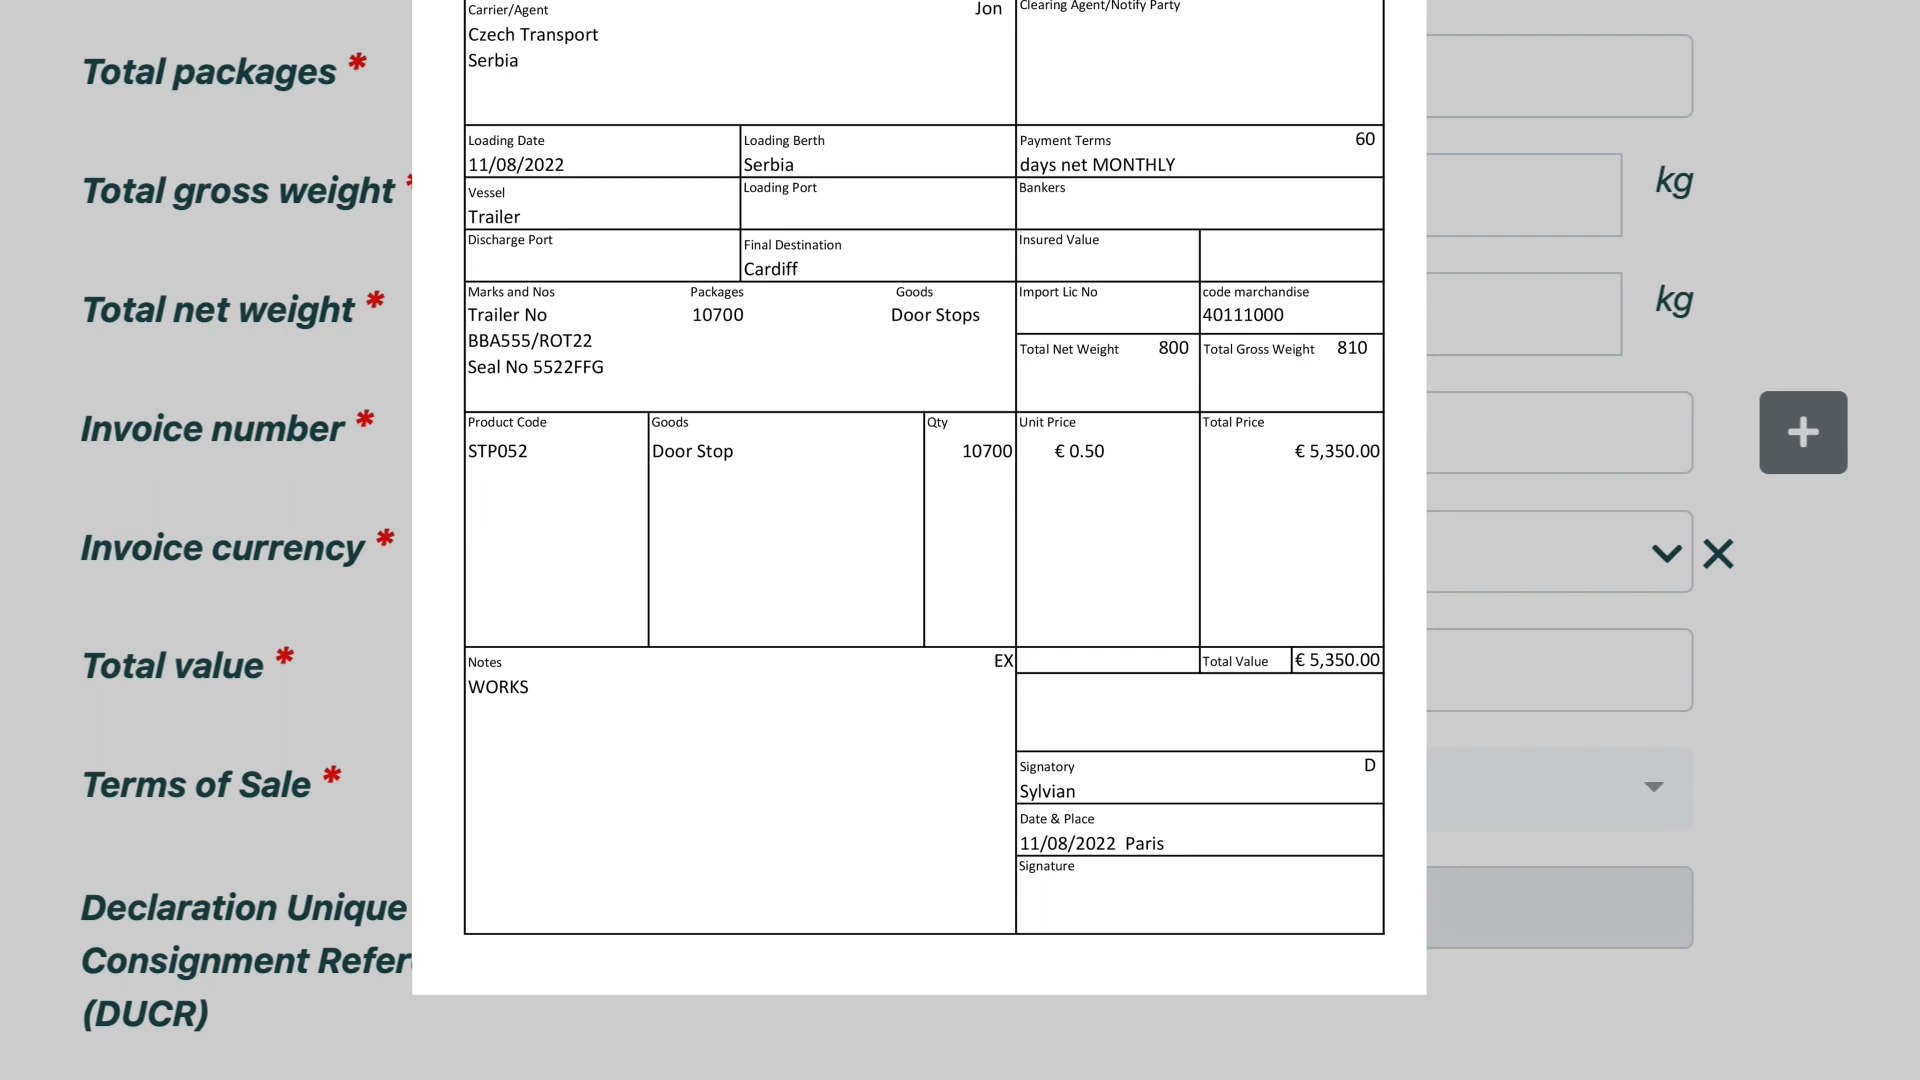 Total packages *
Total gross weight *
kg
Total net weight *
kg
Invoice number *
+
Invoice currency *
Total value *
Terms of Sale *
Declaration Unique
Consignment Refer
(DUCR)
Carrier/Agent Jon
Czech Transport
Serbia
Clearing Agent/Notify Party
Loading Date
11/08/2022
Loading Berth
Serbia
Payment Terms 60
days net MONTHLY
Vessel
Trailer
Loading Port
Bankers
Discharge Port
Final Destination
Cardiff
Insured Value
Marks and Nos Packages Goods
Trailer No 10700 Door Stops
BBA555/ROT22
Seal No 5522FFG
Import Lic No
code marchandise
40111000
Total Net Weight 800
Total Gross Weight 810
Product Code Goods Qty Unit Price Total Price
STP052 Door Stop 10700 € 0.50 € 5,350.00
Notes EX
WORKS
Total Value € 5,350.00
Signatory D
Sylvian
Date & Place
11/08/2022 Paris
Signature